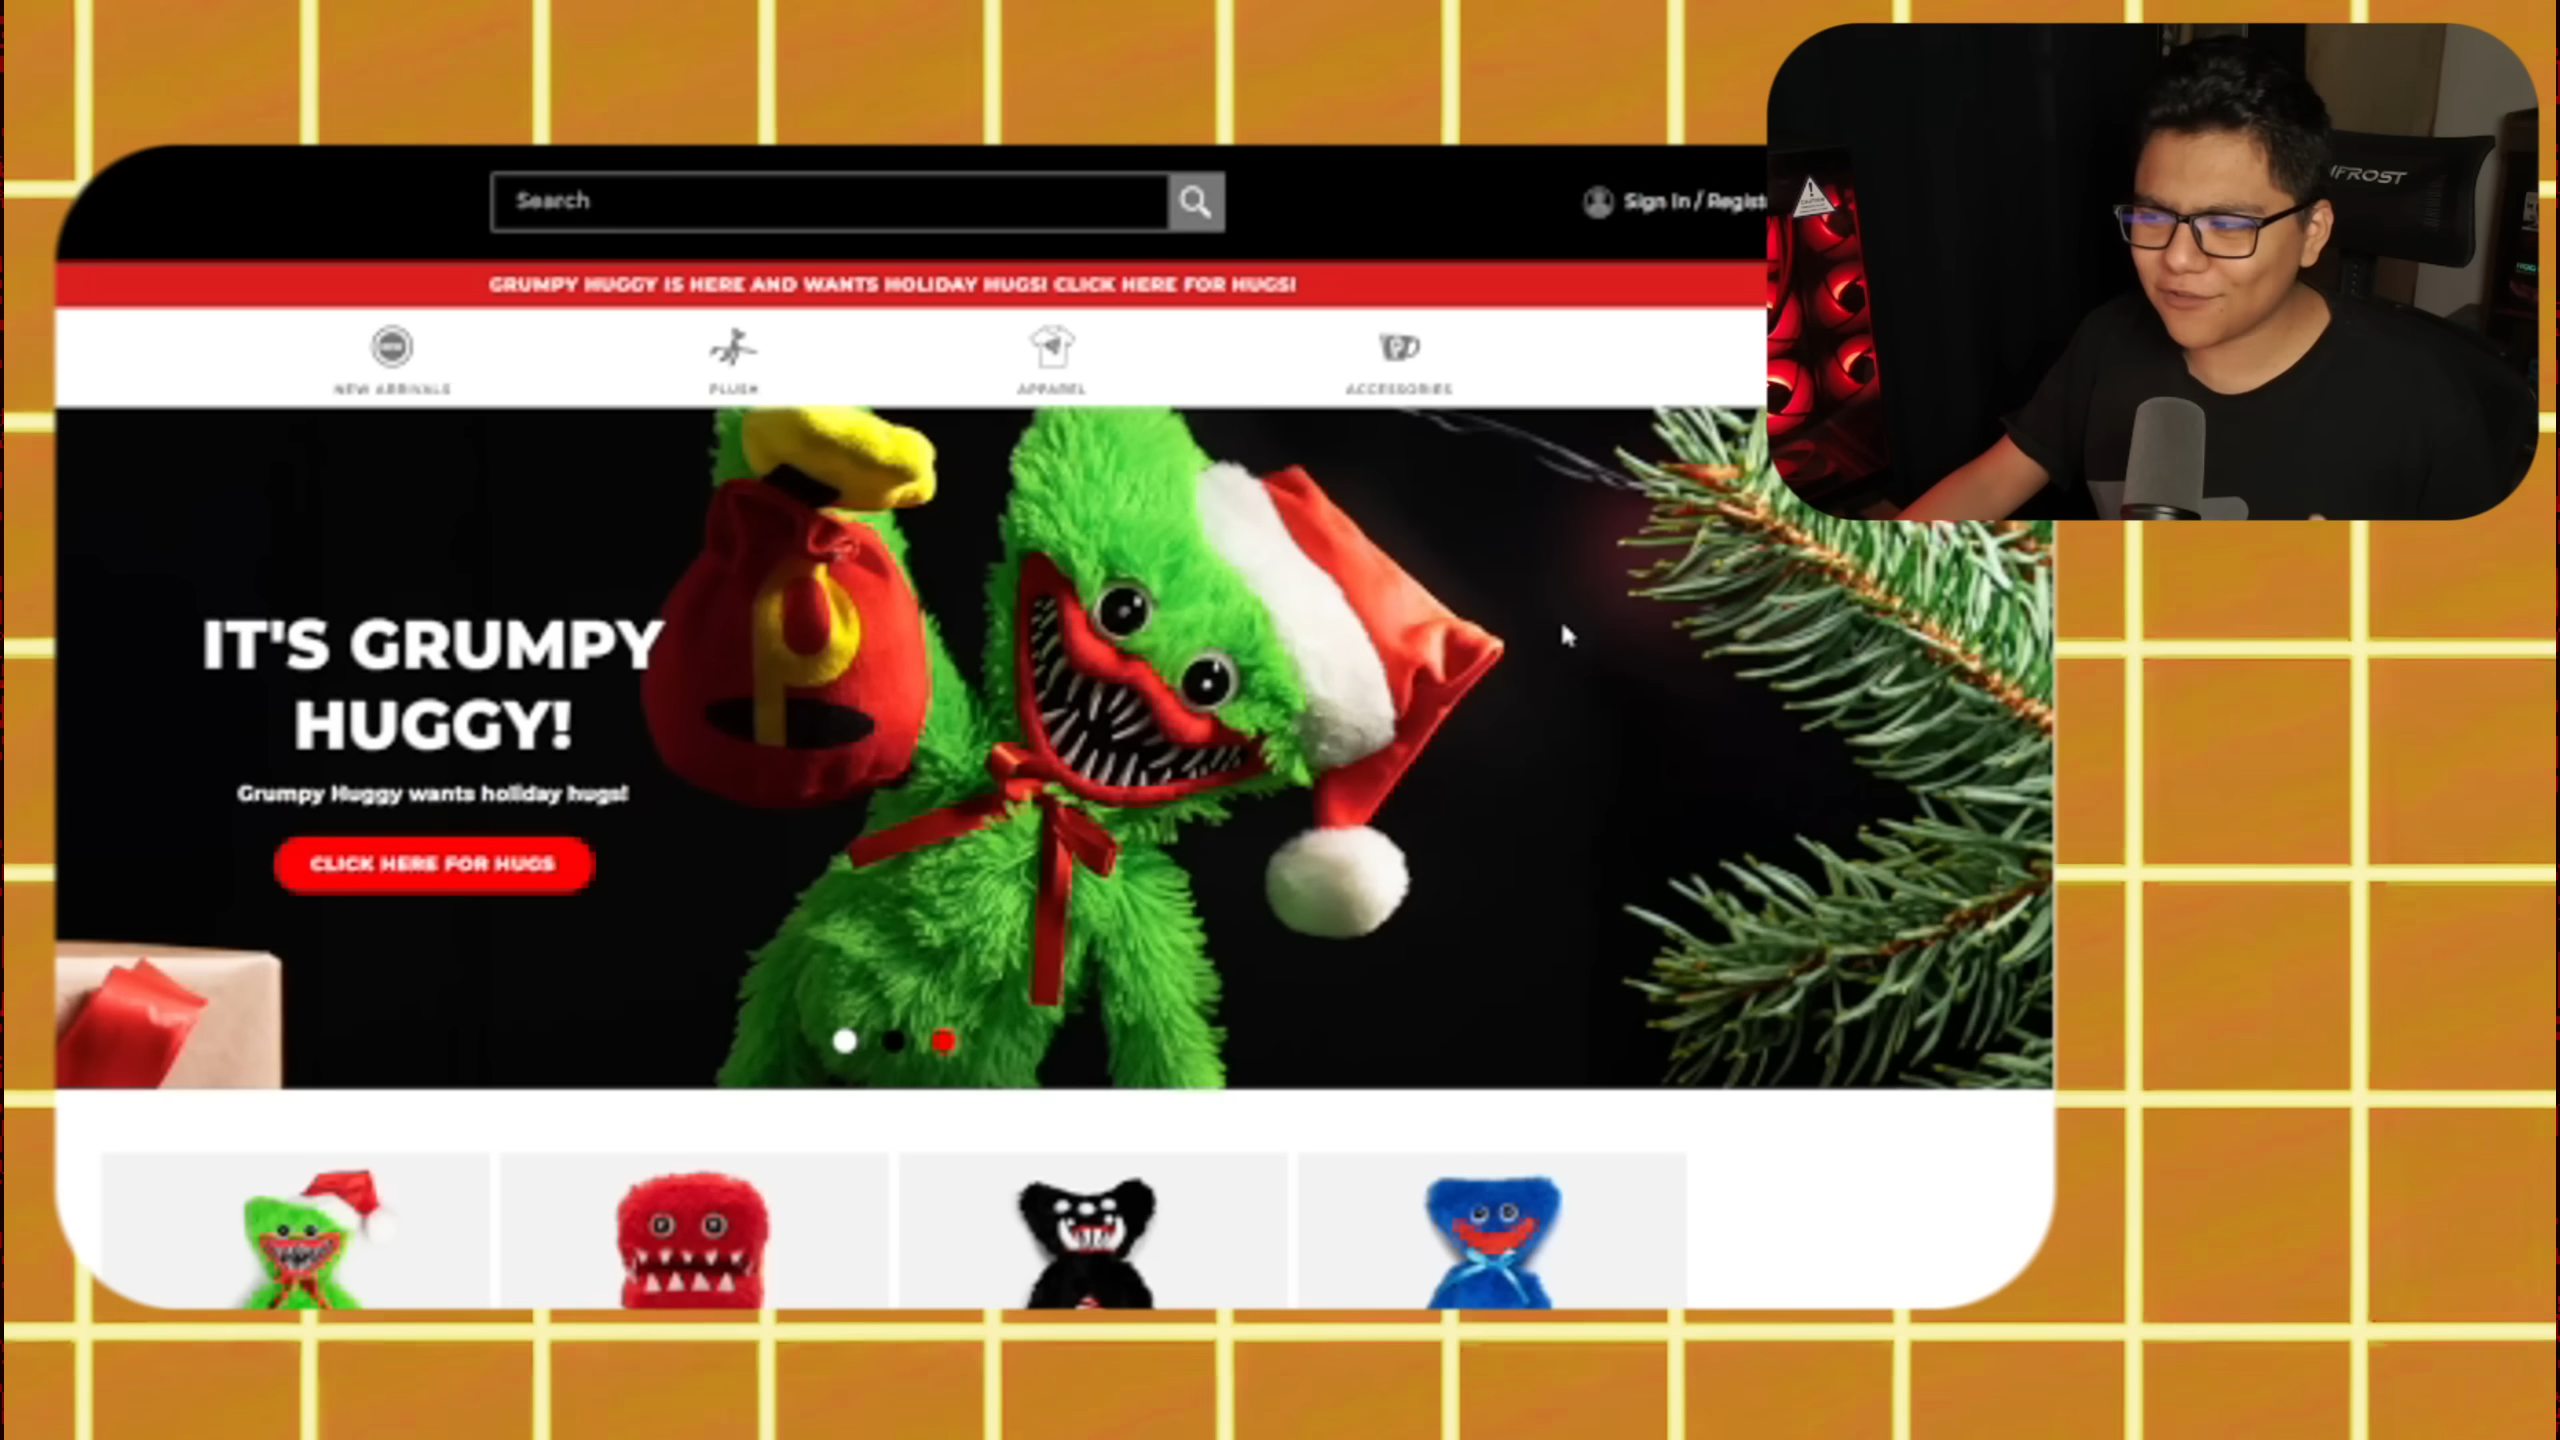 Search
Sign In / Regist
GRUMPY HUGGY IS HERE AND WANTS HOLIDAY HUGS! CLICK HERE FOR HUGS!
NEW ARRIVALS
PLUSH
APPAREL
ACCESSORIES
IT'S GRUMPY
HUGGY!
Grumpy Huggy wants holiday hugs!
CLICK HERE FOR HUGS
P
IFROST